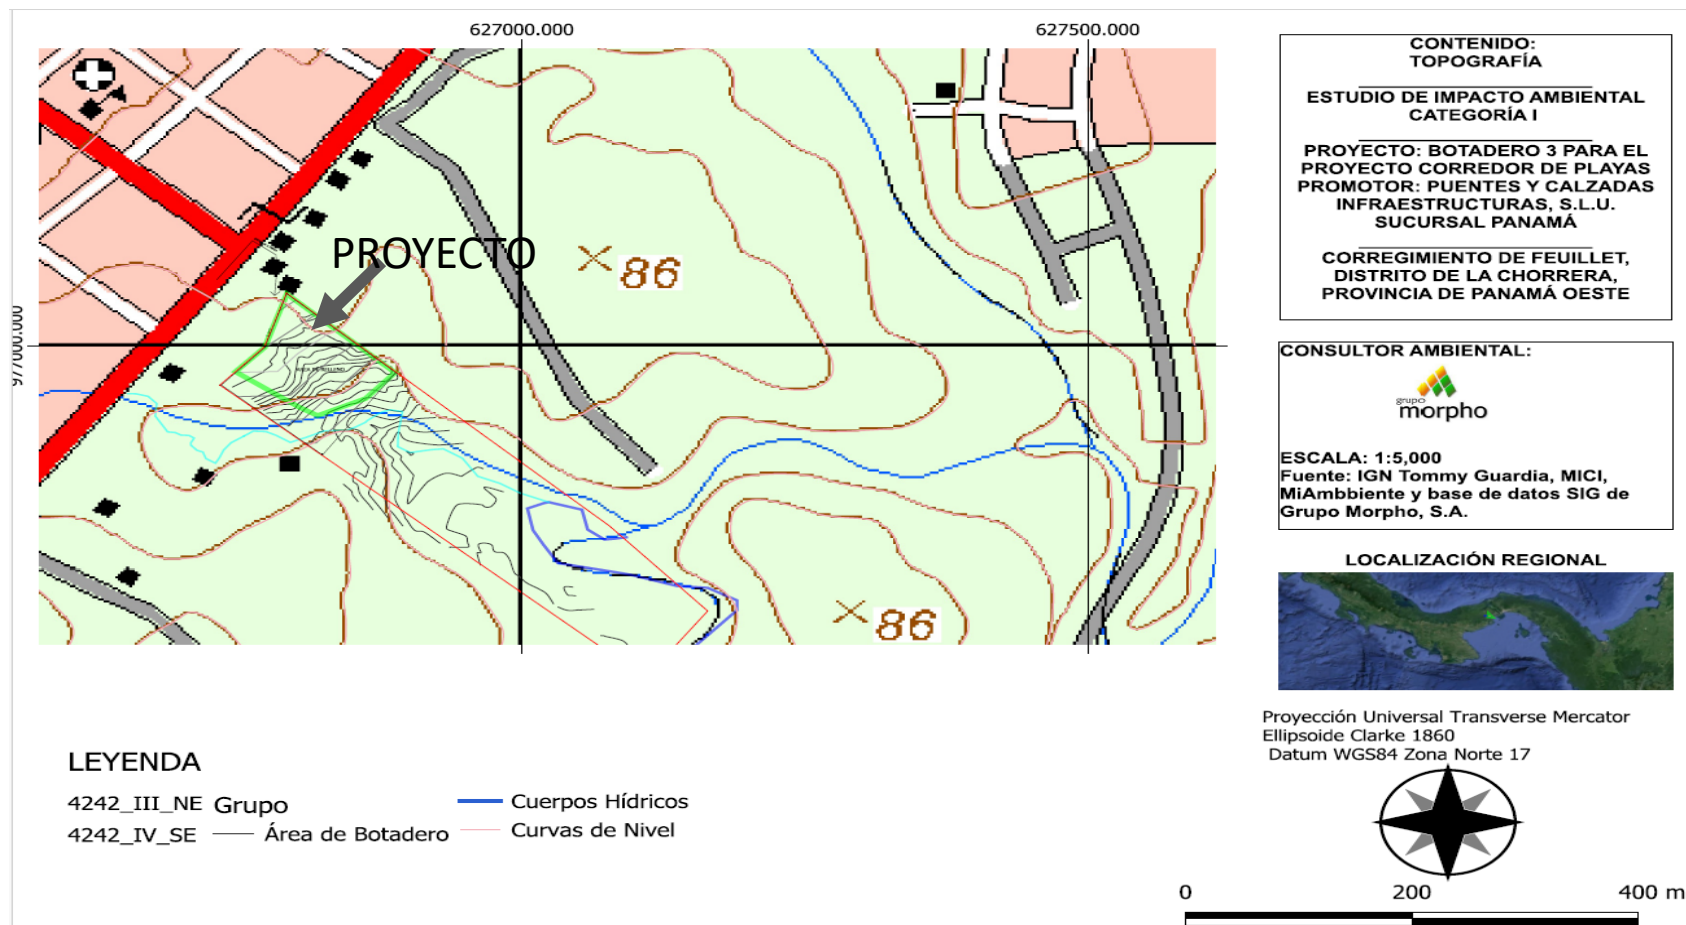 627000.000
627500.000
977000.000
PROYECTO
86
86
CONTENIDO:
TOPOGRAFÍA
ESTUDIO DE IMPACTO AMBIENTAL
CATEGORÍA I
PROYECTO: BOTADERO 3 PARA EL
PROYECTO CORREDOR DE PLAYAS
PROMOTOR: PUENTES Y CALZADAS
INFRAESTRUCTURAS, S.L.U.
SUCURSAL PANAMÁ
CORREGIMIENTO DE FEUILLET,
DISTRITO DE LA CHORRERA,
PROVINCIA DE PANAMÁ OESTE
CONSULTOR AMBIENTAL:
grupo
morpho
ESCALA: 1:5,000
Fuente: IGN Tommy Guardia, MICI,
MiAmbbiente y base de datos SIG de
Grupo Morpho, S.A.
LOCALIZACIÓN REGIONAL
Proyección Universal Transverse Mercator
Ellipsoide Clarke 1860
Datum WGS84 Zona Norte 17
LEYENDA
4242_III_NE Grupo
4242_IV_SE
Área de Botadero
Cuerpos Hídricos
Curvas de Nivel
0 200 400 m